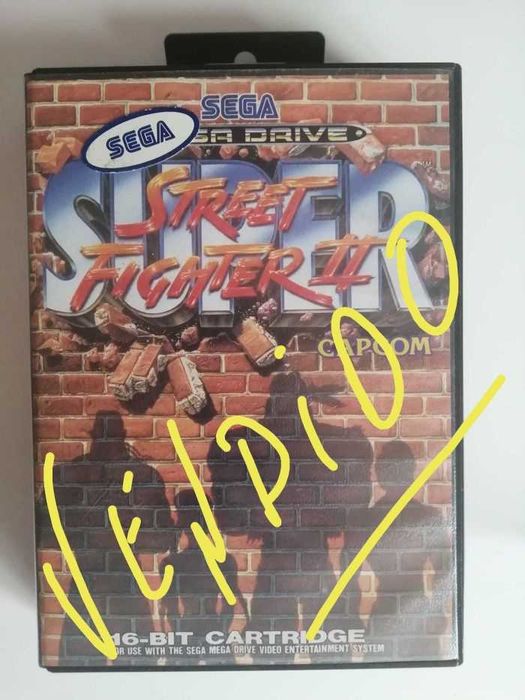 SEGA
SEGA
GA DRIVE
SUPER
STREET
FIGHTER II
CAPCOM
VENDIDO
16-BIT CARTRIDGE
FOR USE WITH THE SEGA MEGA DRIVE VIDEO ENTERTAINMENT SYSTEM